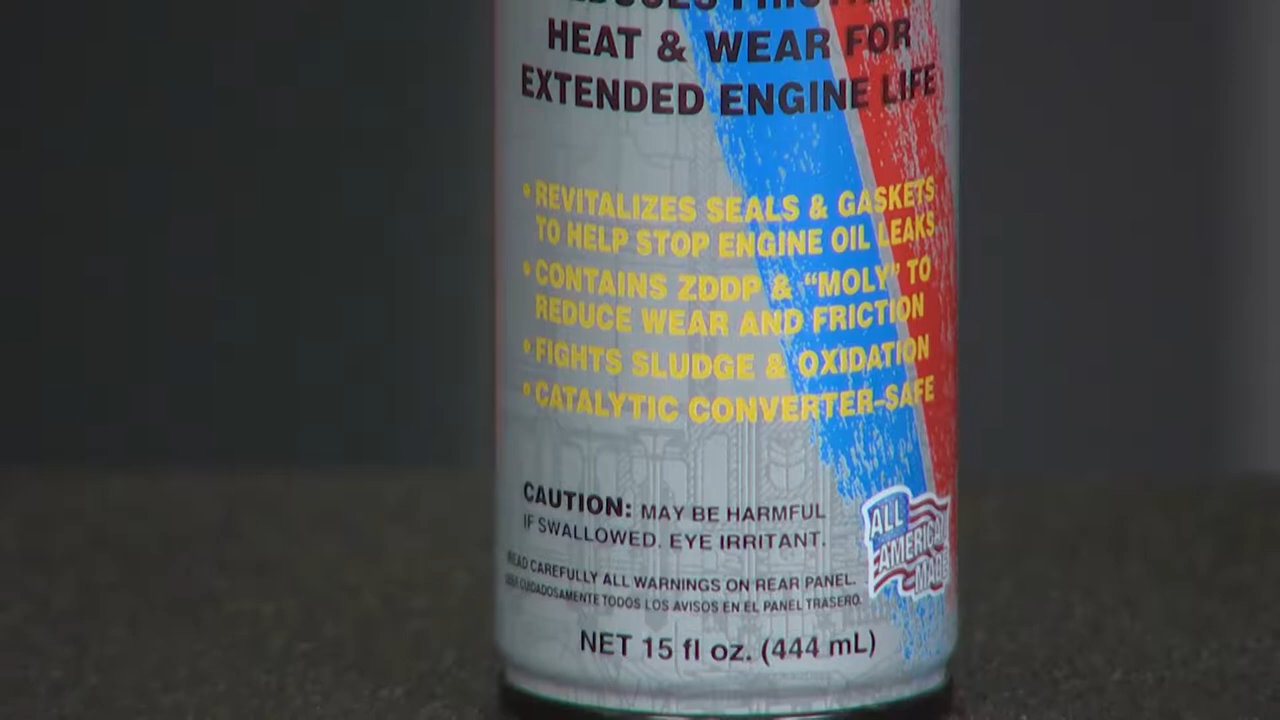 HEAT & WEAR FOR
EXTENDED ENGINE LIFE
• REVITALIZES SEALS & GASKETS
TO HELP STOP ENGINE OIL LEAKS
• CONTAINS ZDDP & “MOLY” TO
REDUCE WEAR AND FRICTION
• FIGHTS SLUDGE & OXIDATION
• CATALYTIC CONVERTER-SAFE
CAUTION: MAY BE HARMFUL
IF SWALLOWED. EYE IRRITANT.
CAREFULLY ALL WARNINGS ON REAR PANEL.
CUIDADOSAMENTE TODOS LOS AVISOS EN EL PANEL TRASERO.
ALL
AMERICAN
MADE
NET 15 fl oz. (444 mL)